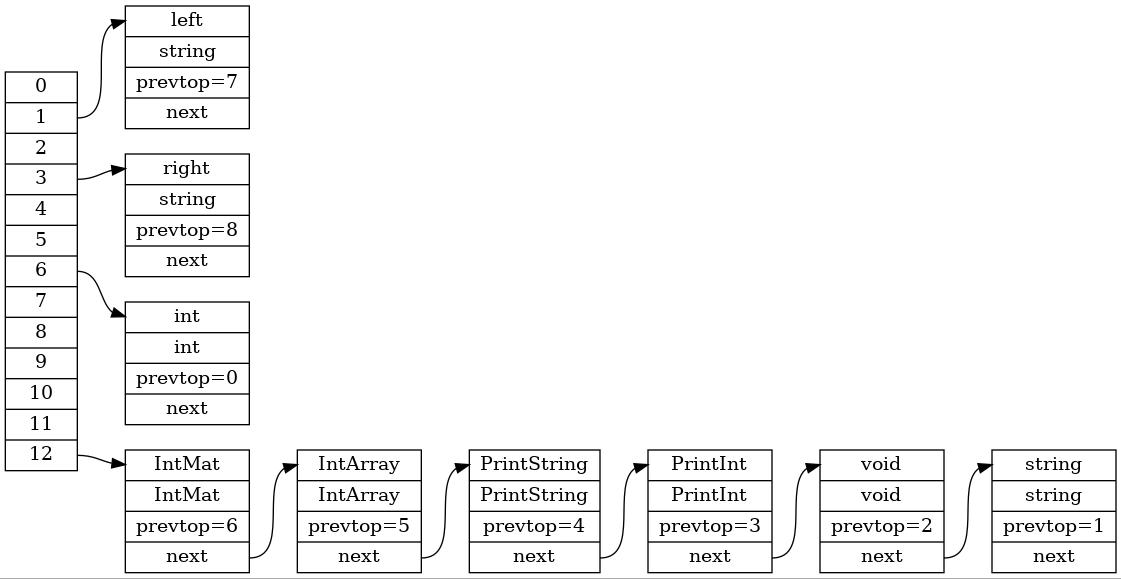 0
1
2
3
4
5
6
7
8
9
10
11
12
left
string
prevtop=7
next
right
string
prevtop=8
next
int
int
prevtop=0
next
IntMat
IntMat
prevtop=6
next
IntArray
IntArray
prevtop=5
next
PrintString
PrintString
prevtop=4
next
PrintInt
PrintInt
prevtop=3
next
void
void
prevtop=2
next
string
string
prevtop=1
next